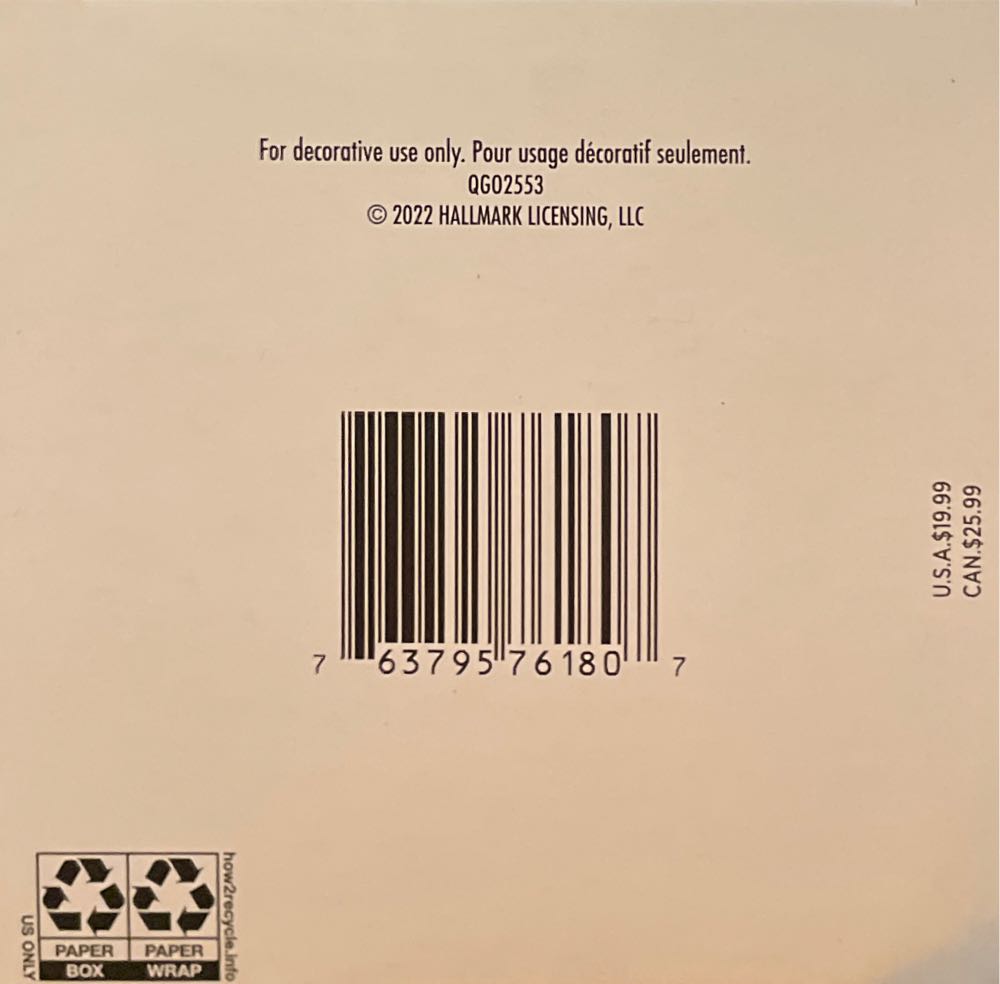 For decorative use only. Pour usage décoratif seulement.
QGO2553
© 2022 HALLMARK LICENSING, LLC
U.S.A.$19.99
CAN.$25.99
7 63795 76180 7
how2recycle.info
US ONLY
PAPER PAPER
BOX WRAP